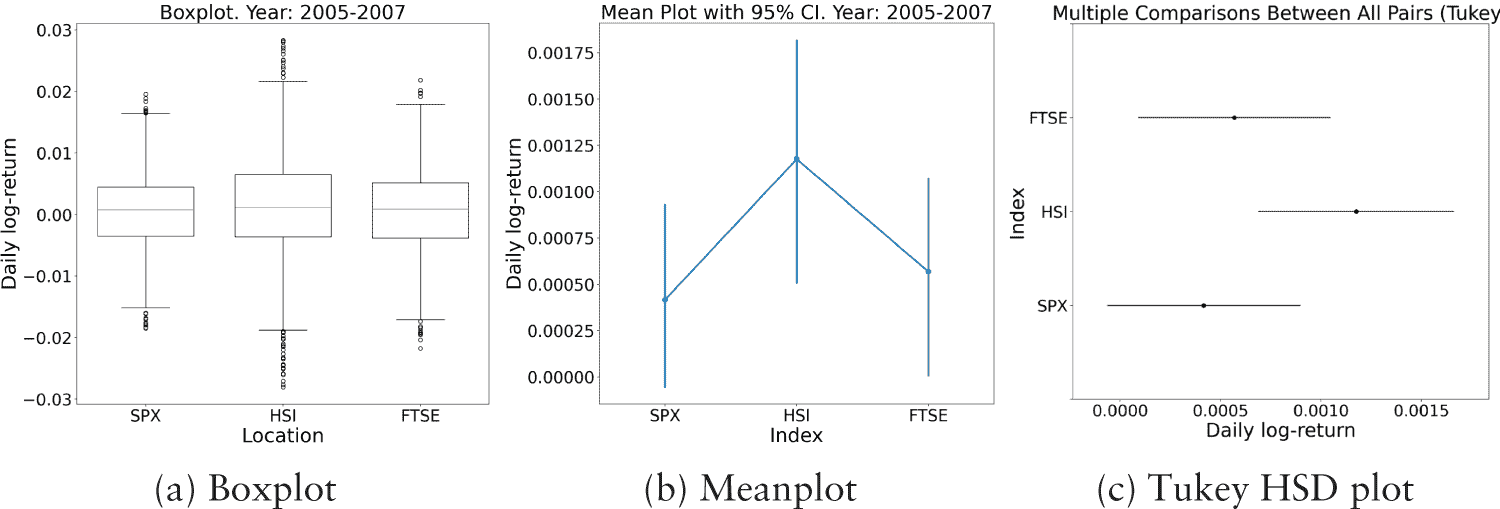 Boxplot. Year: 2005-2007
Daily log-return
0.03
0.02
0.01
0.00
−0.01
−0.02
−0.03
SPX
HSI
FTSE
Location
(a) Boxplot
Mean Plot with 95% CI. Year: 2005-2007
Daily log-return
0.00175
0.00150
0.00125
0.00100
0.00075
0.00050
0.00025
0.00000
SPX
HSI
FTSE
Index
(b) Meanplot
Multiple Comparisons Between All Pairs (Tukey
Index
FTSE
HSI
SPX
0.0000
0.0005
0.0010
0.0015
Daily log-return
(c) Tukey HSD plot